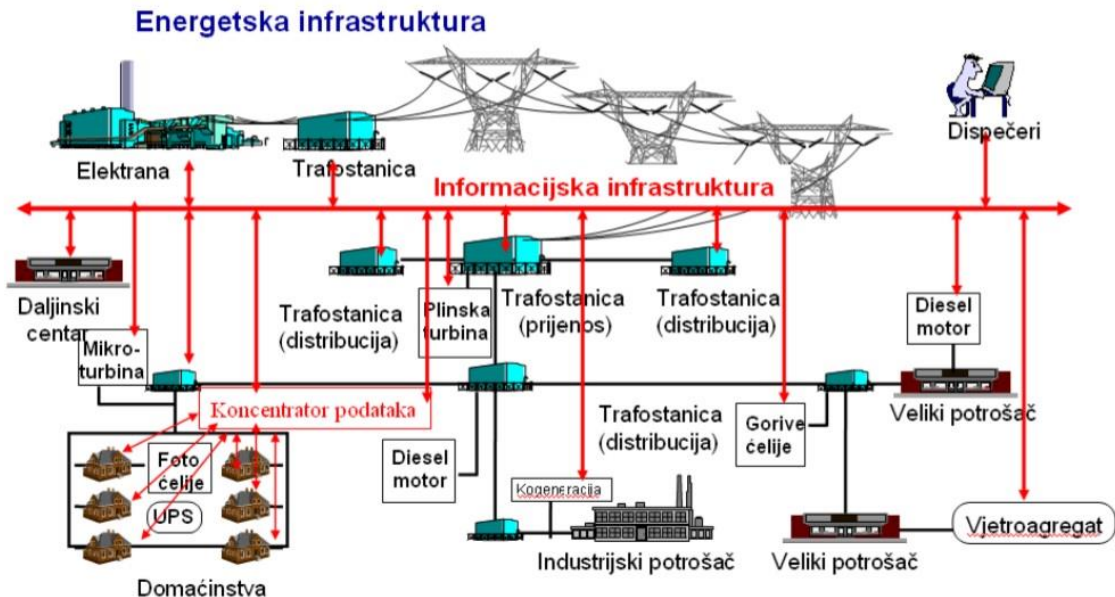 Energetska infrastruktura
Elektrana
Trafostanica
Dispečeri
Informacijska infrastruktura
Daljinski
centar
Trafostanica
(distribucija)
Plinska
turbina
Trafostanica
(prijenos)
Trafostanica
(distribucija)
Diesel
motor
Mikro-
turbina
Koncentrator podataka
Trafostanica
(distribucija)
Gorive
ćelije
Veliki potrošač
Foto
ćelije
UPS
Diesel
motor
Kogeneracija
Industrijski potrošač
Veliki potrošač
Vjetroagregat
Domaćinstva